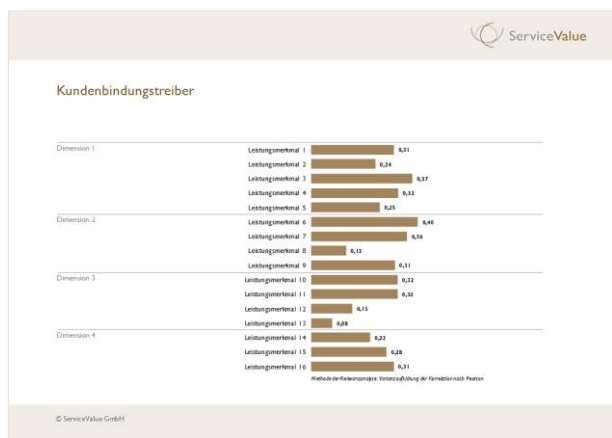 ServiceValue
Kundenbindungstreiber
Dimension 1
Leistungsmerkmal 1 0,31
Leistungsmerkmal 2 0,24
Leistungsmerkmal 3 0,37
Leistungsmerkmal 4 0,32
Leistungsmerkmal 5 0,25
Dimension 2
Leistungsmerkmal 6 0,40
Leistungsmerkmal 7 0,36
Leistungsmerkmal 8 0,13
Leistungsmerkmal 9 0,31
Dimension 3
Leistungsmerkmal 10 0,32
Leistungsmerkmal 11 0,32
Leistungsmerkmal 12 0,15
Leistungsmerkmal 13 0,08
Dimension 4
Leistungsmerkmal 14 0,22
Leistungsmerkmal 15 0,28
Leistungsmerkmal 16 0,31
Methode der Relevanzanalyse: Varianzaufklärung der Korrelation nach Pearson
© ServiceValue GmbH